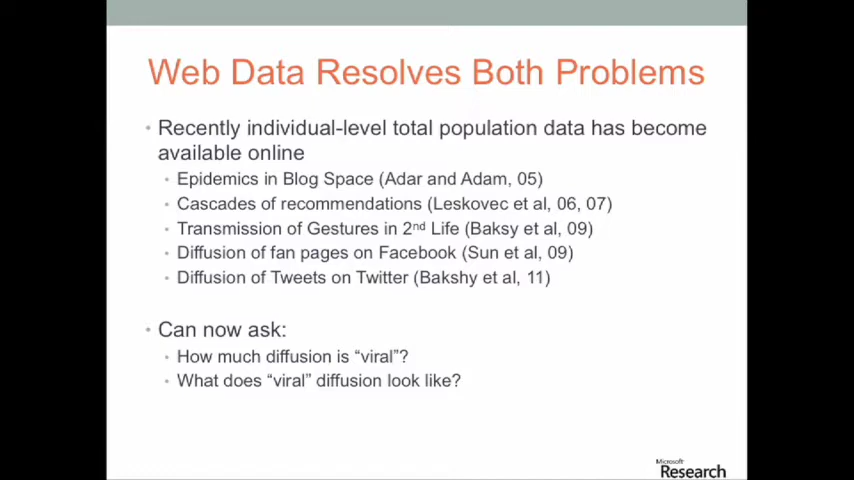 Web Data Resolves Both Problems
• Recently individual-level total population data has become
available online
• Epidemics in Blog Space (Adar and Adam, 05)
• Cascades of recommendations (Leskovec et al, 06, 07)
• Transmission of Gestures in 2nd Life (Baksy et al, 09)
• Diffusion of fan pages on Facebook (Sun et al, 09)
• Diffusion of Tweets on Twitter (Bakshy et al, 11)
• Can now ask:
• How much diffusion is “viral”?
• What does “viral” diffusion look like?
Microsoft
Research